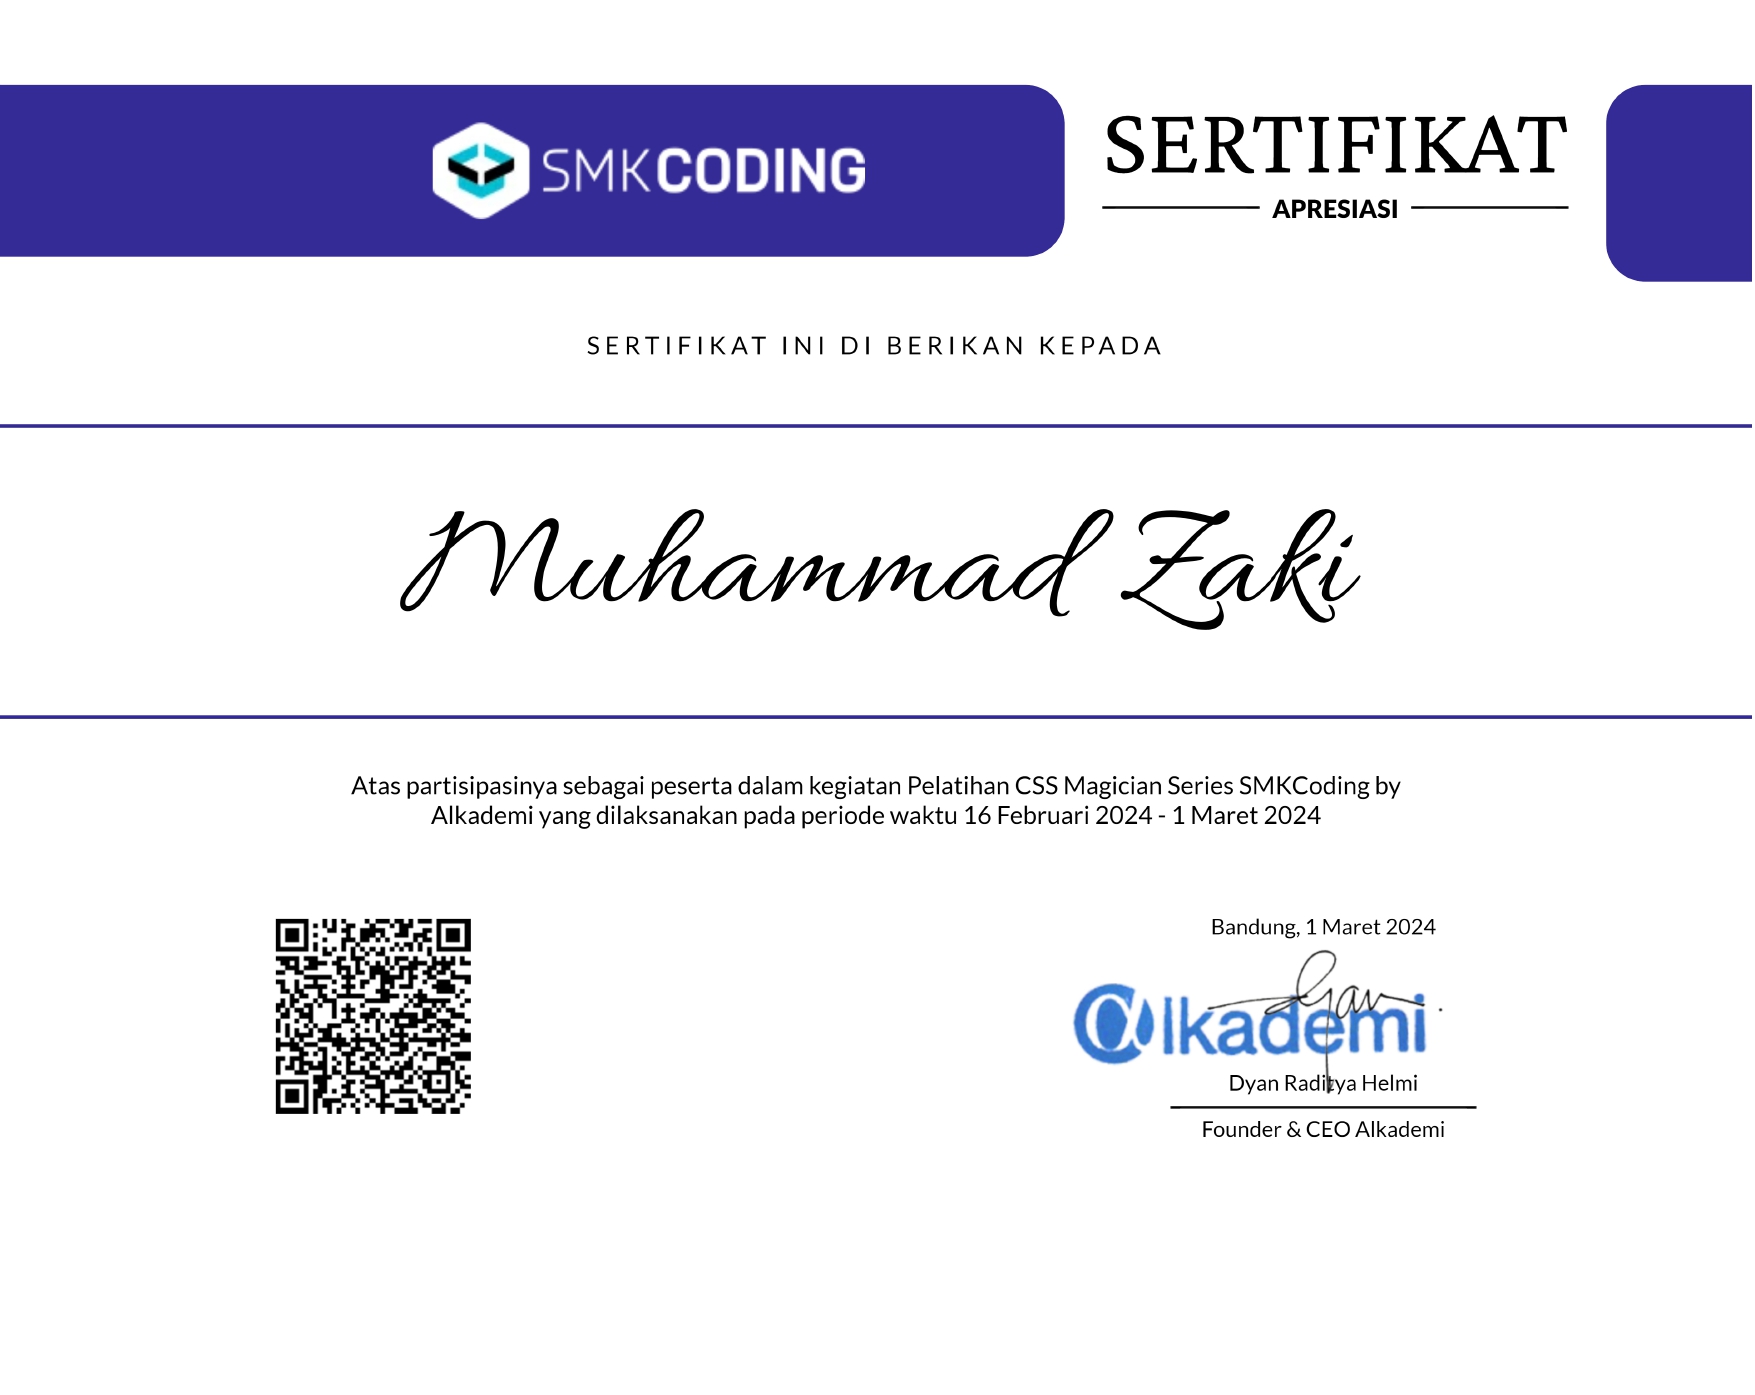 SMKCODING
SERTIFIKAT
APRESIASI
SERTIFIKAT INI DI BERIKAN KEPADA
Muhammad Zaki
Atas partisipasinya sebagai peserta dalam kegiatan Pelatihan CSS Magician Series SMKCoding by
Alkademi yang dilaksanakan pada periode waktu 16 Februari 2024 - 1 Maret 2024
Bandung, 1 Maret 2024
alkademi
Dyan Raditya Helmi
Founder & CEO Alkademi